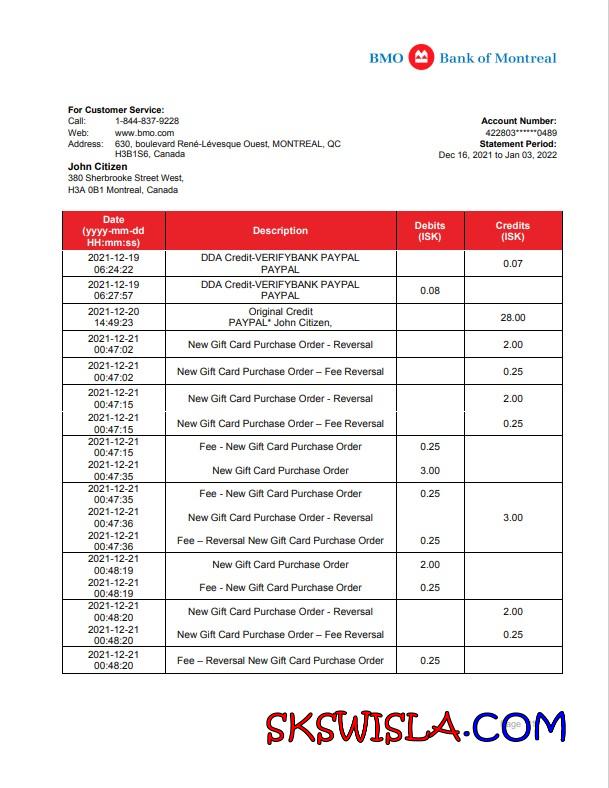 BMO Bank of Montreal
For Customer Service:
Call: 1-844-837-9228
Web: www.bmo.com
Address: 630, boulevard René-Lévesque Ouest, MONTREAL, QC
H3B1S6, Canada
Account Number:
422803******0489
Statement Period:
Dec 16, 2021 to Jan 03, 2022
John Citizen
380 Sherbrooke Street West,
H3A 0B1 Montreal, Canada
Date
(yyyy-mm-dd
HH:mm:ss)
Description
Debits
(ISK)
Credits
(ISK)
2021-12-19
06:24:22
DDA Credit-VERIFYBANK PAYPAL
PAYPAL
0.07
2021-12-19
06:27:57
DDA Credit-VERIFYBANK PAYPAL
PAYPAL
0.08
2021-12-20
14:49:23
Original Credit
PAYPAL* John Citizen,
28.00
2021-12-21
00:47:02
New Gift Card Purchase Order - Reversal
2.00
2021-12-21
00:47:02
New Gift Card Purchase Order – Fee Reversal
0.25
2021-12-21
00:47:15
New Gift Card Purchase Order - Reversal
2.00
2021-12-21
00:47:15
New Gift Card Purchase Order – Fee Reversal
0.25
2021-12-21
00:47:15
Fee - New Gift Card Purchase Order
0.25
2021-12-21
00:47:35
New Gift Card Purchase Order
3.00
2021-12-21
00:47:35
Fee - New Gift Card Purchase Order
0.25
2021-12-21
00:47:36
New Gift Card Purchase Order - Reversal
3.00
2021-12-21
00:47:36
Fee – Reversal New Gift Card Purchase Order
0.25
2021-12-21
00:48:19
New Gift Card Purchase Order
2.00
2021-12-21
00:48:19
Fee - New Gift Card Purchase Order
0.25
2021-12-21
00:48:20
New Gift Card Purchase Order - Reversal
2.00
2021-12-21
00:48:20
New Gift Card Purchase Order – Fee Reversal
0.25
2021-12-21
00:48:20
Fee – Reversal New Gift Card Purchase Order
0.25
SKSWISLA.COM